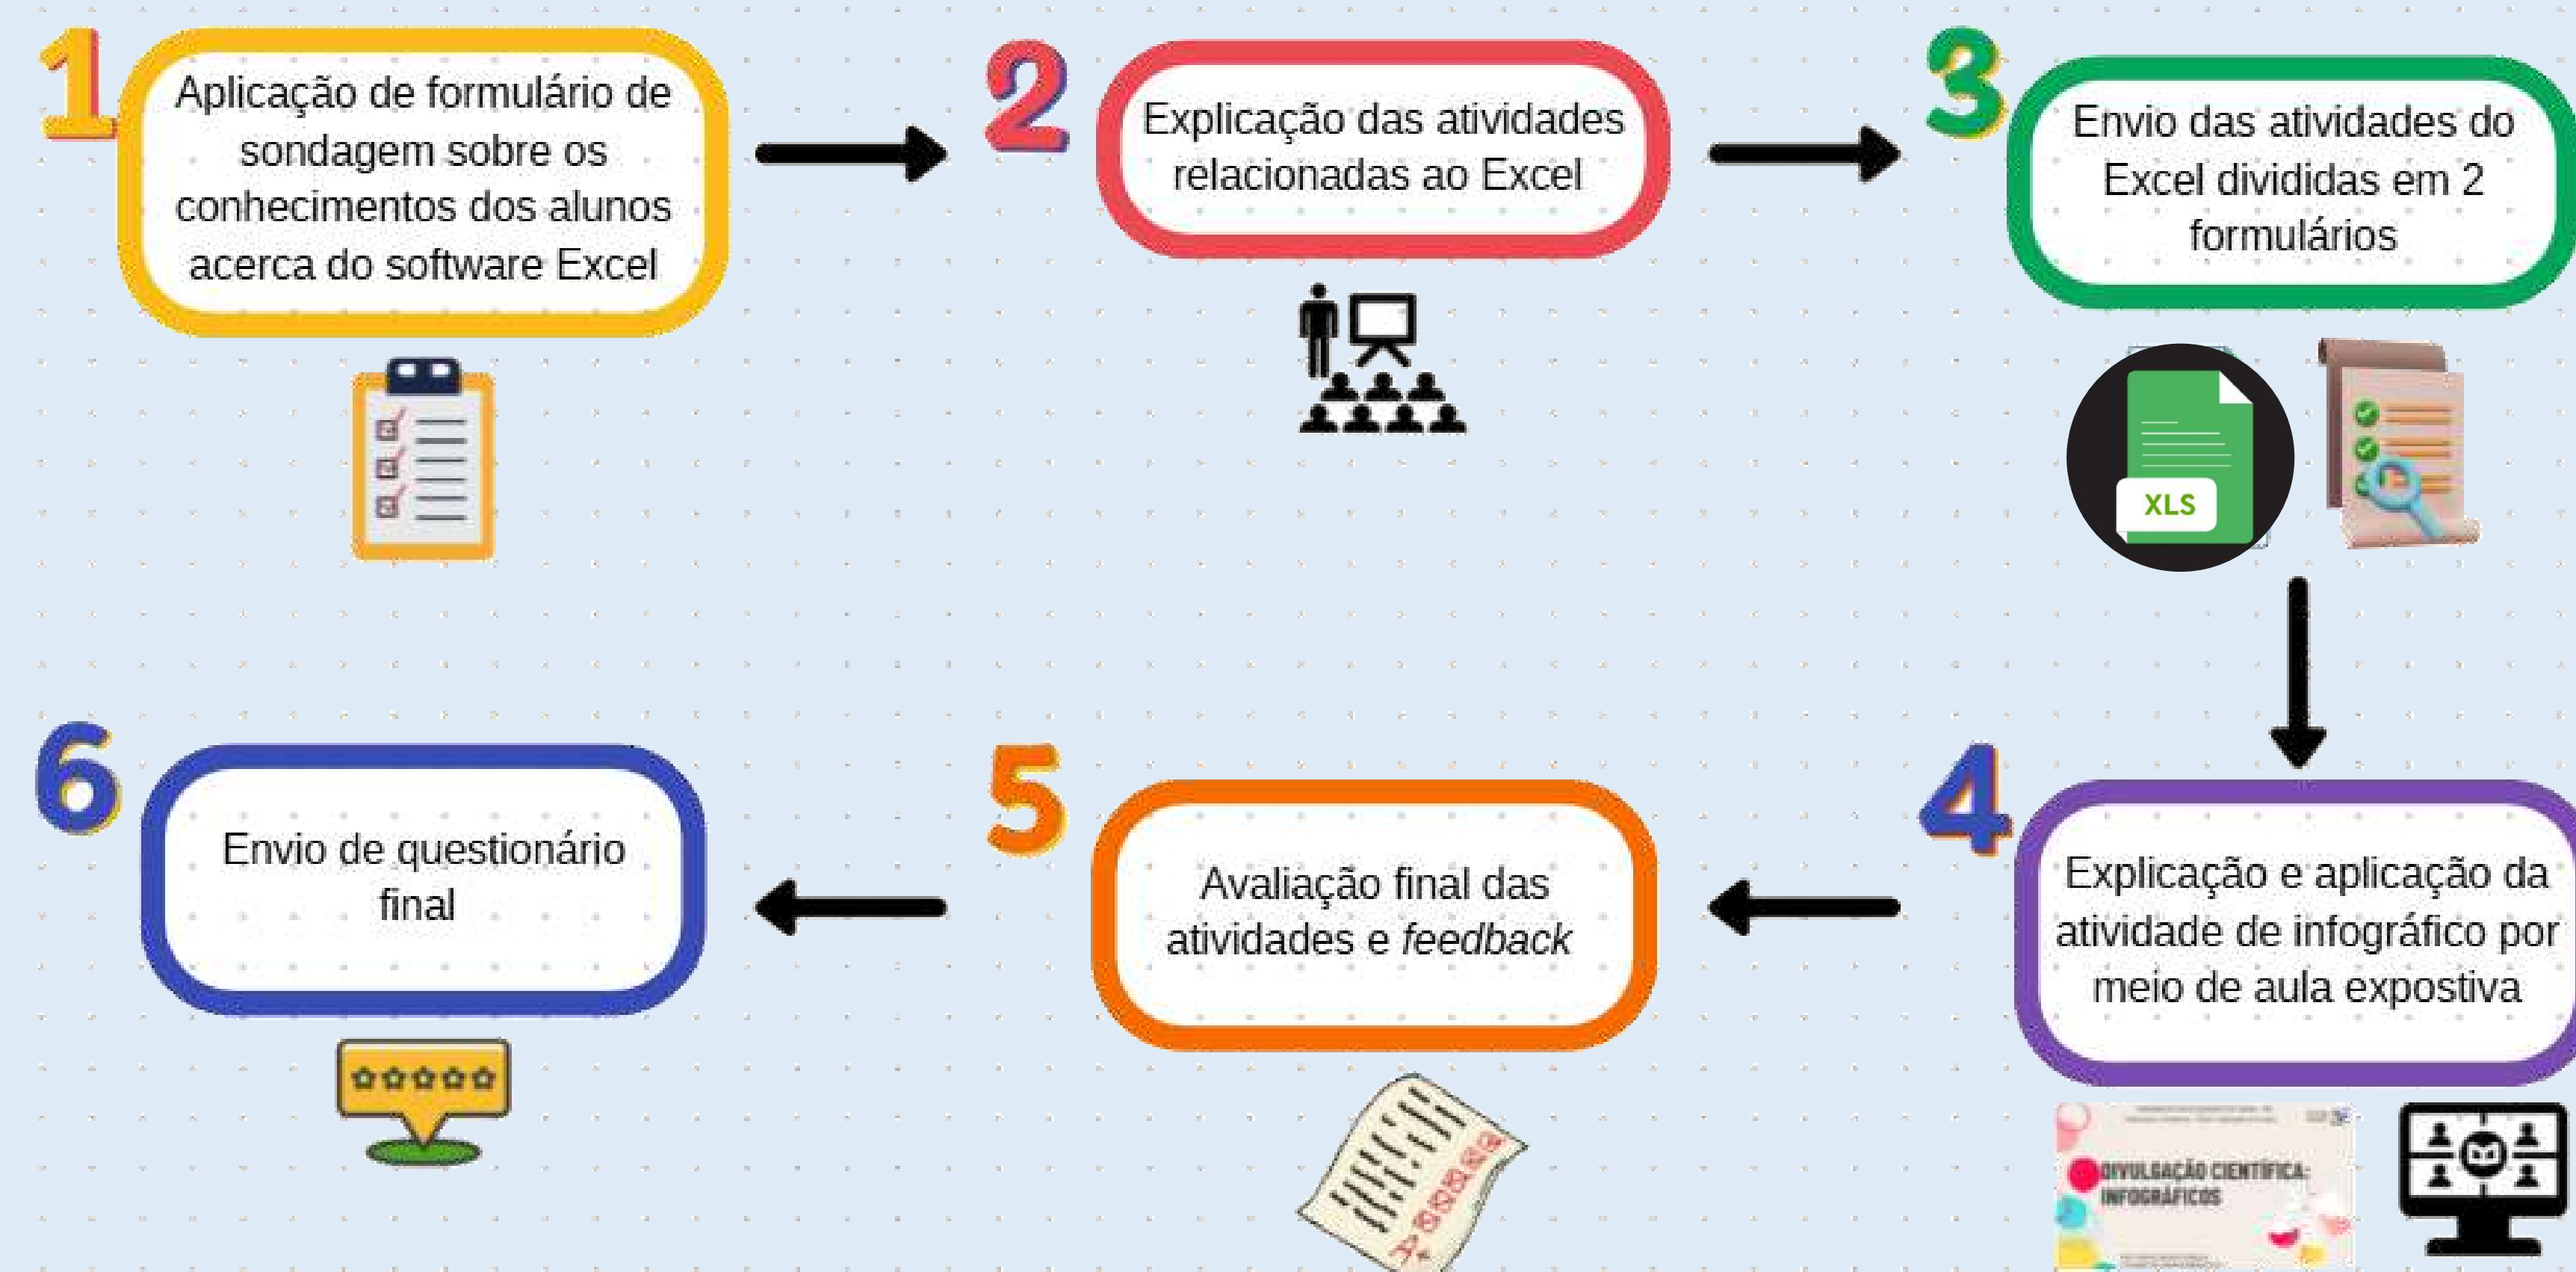 1
Aplicação de formulário de
sondagem sobre os
conhecimentos dos alunos
acerca do software Excel
2
Explicação das atividades
relacionadas ao Excel
3
Envio das atividades do
Excel divididas em 2
formulários
XLS
4
Explicação e aplicação da
atividade de infográfico por
meio de aula expostiva
DIVULGAÇÃO CIENTÍFICA:
INFOGRÁFICOS
5
Avaliação final das
atividades e feedback
A+
6
Envio de questionário
final